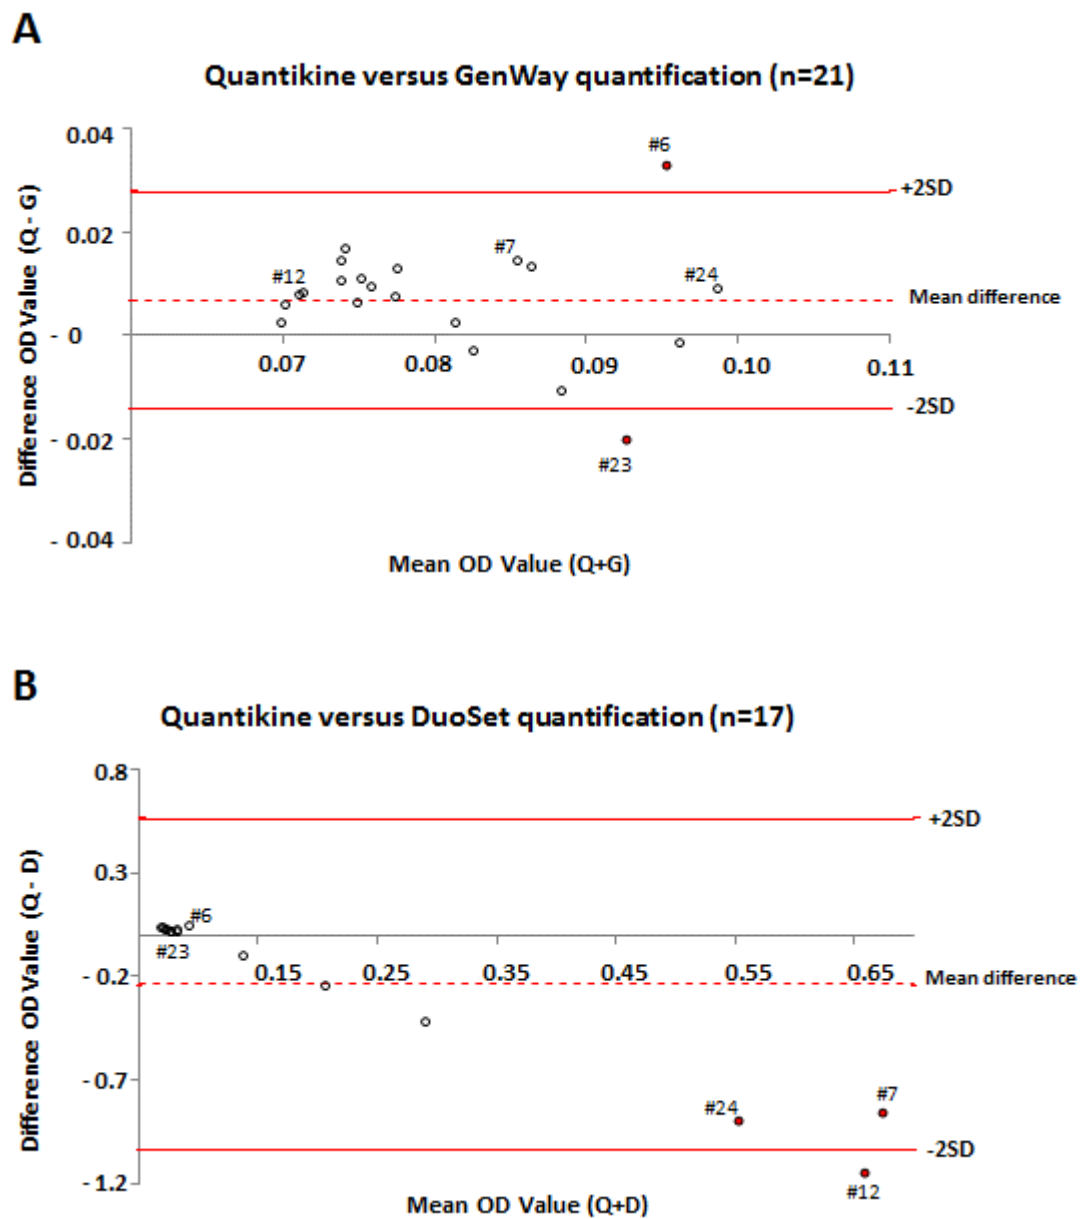 A
Quantikine versus GenWay quantification (n=21)
0.04
#6
+2SD
0.02
#7
#12
#24
Mean difference
- 0
0.07 0.08 0.09 0.10 0.11
-2SD
- 0.02
#23
- 0.04
Difference OD Value (Q - G)
Mean OD Value (Q+G)
B
Quantikine versus DuoSet quantification (n=17)
0.8
+2SD
0.3
#6
#23
- 0.2
0.15 0.25 0.35 0.45 0.55 0.65
Mean difference
- 0.7
#7
#24
-2SD
- 1.2
#12
Difference OD Value (Q - D)
Mean OD Value (Q+D)